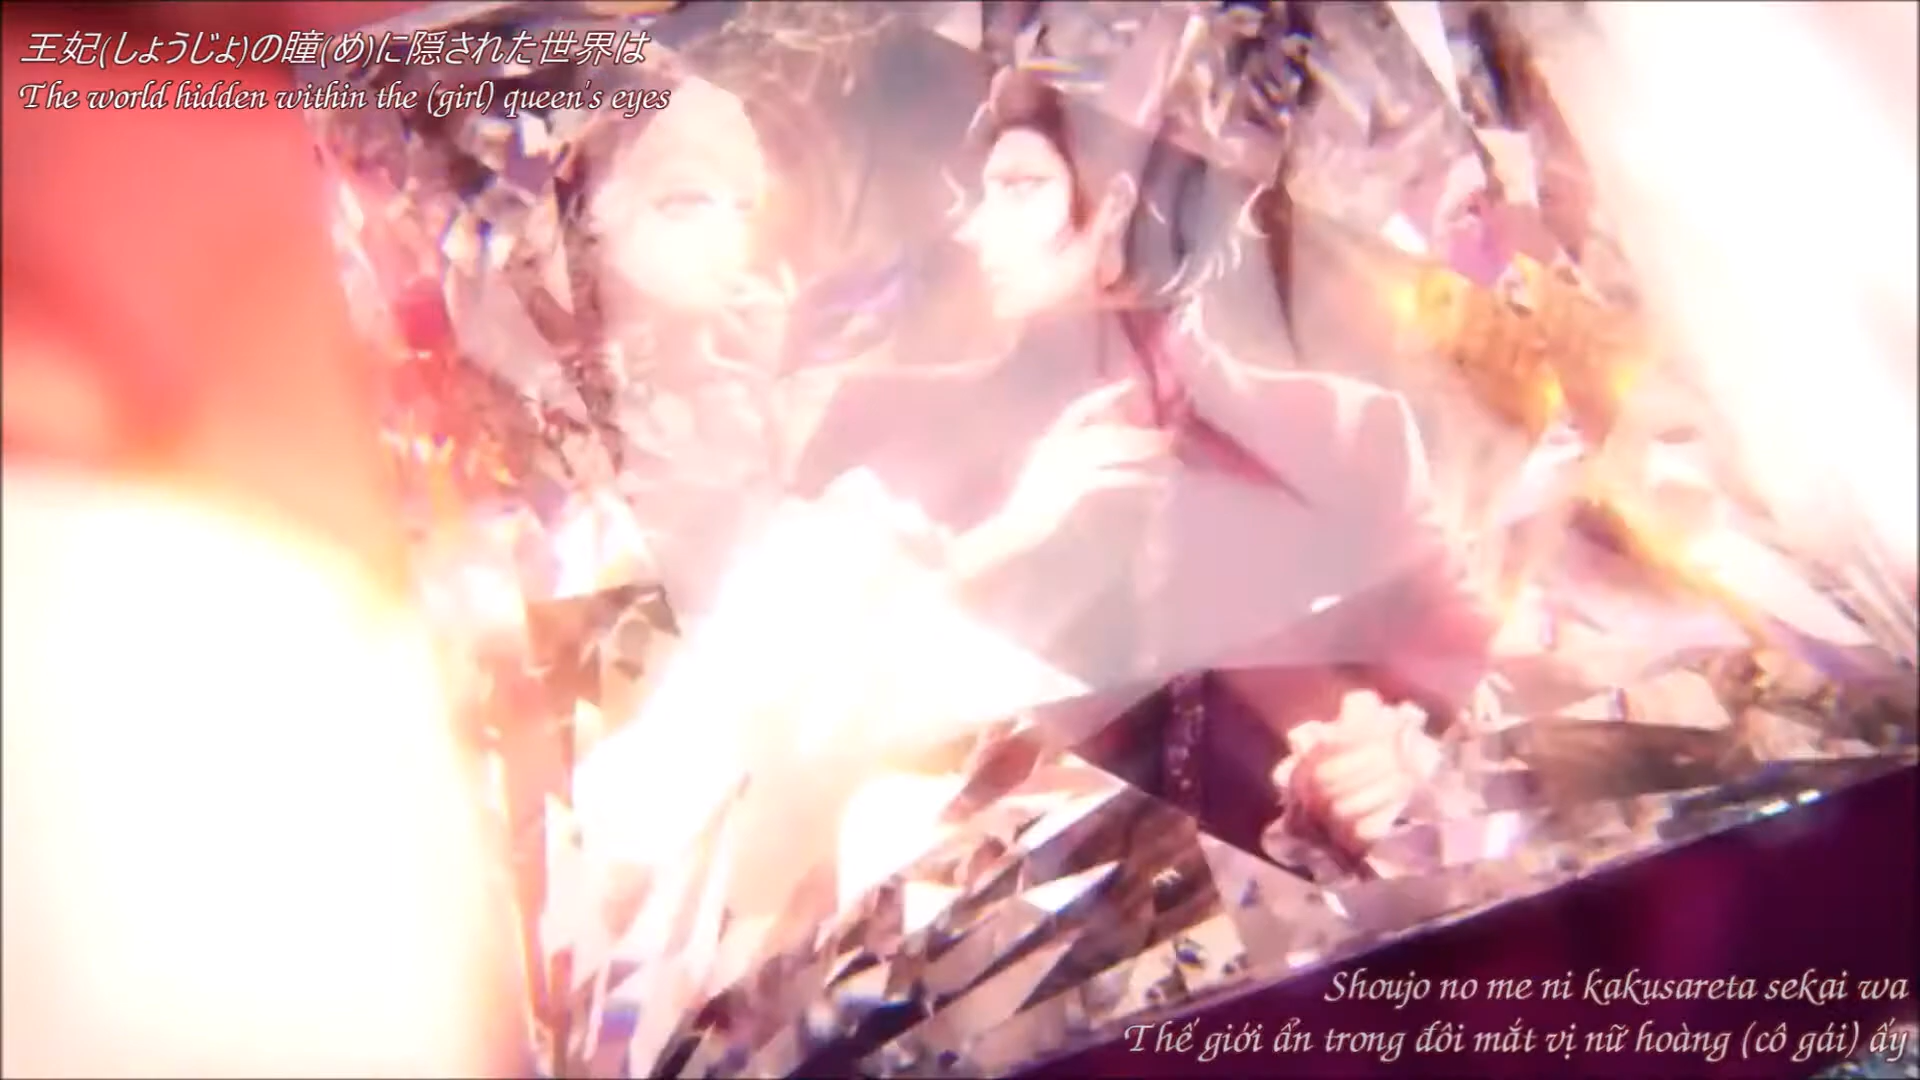 王妃(しょうじょ)の瞳(め)に隠された世界は
The world hidden within the (girl) queen's eyes
Shoujo no me ni kakusareta sekai wa
Thế giới ẩn trong đôi mắt vị nữ hoàng (cô gái) ấy